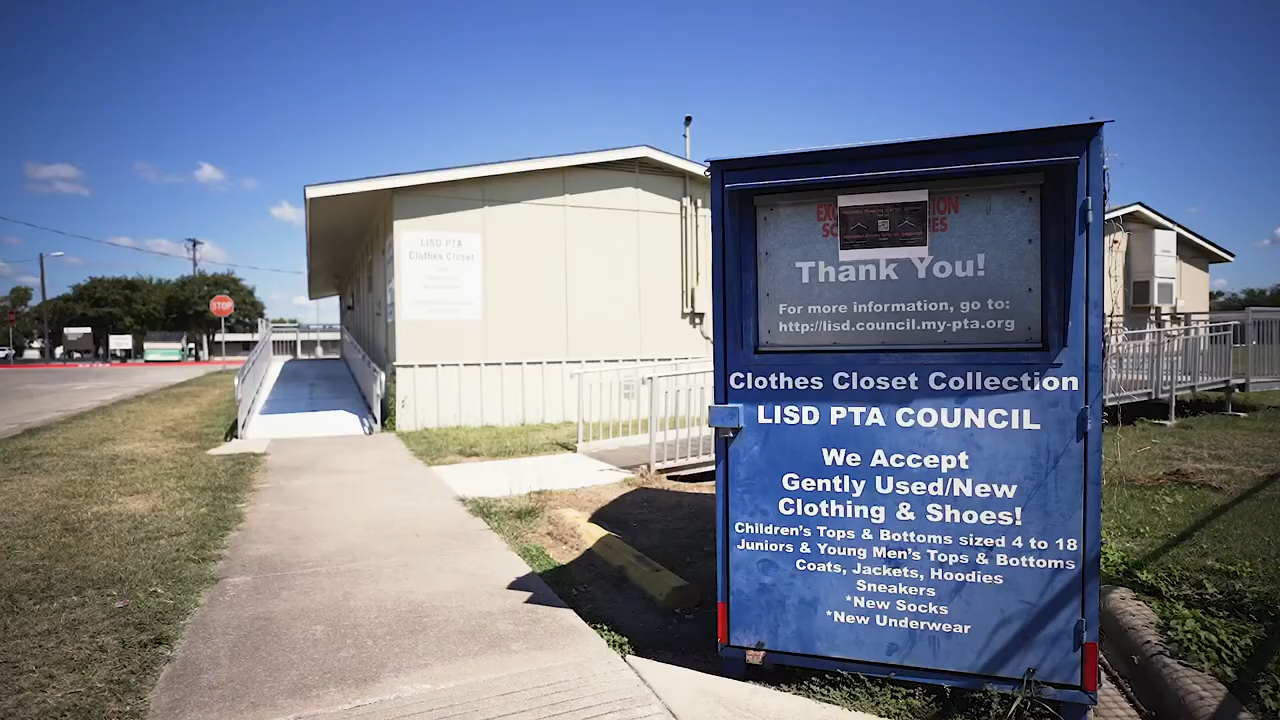 STOP
LISD PTA
Clothes Closet
Thank You!
For more information, go to:
http://lisd.council.my-pta.org
Clothes Closet Collection
LISD PTA COUNCIL
We Accept
Gently Used/New
Clothing & Shoes!
Children's Tops & Bottoms sized 4 to 18
Juniors & Young Men's Tops & Bottoms
Coats, Jackets, Hoodies
Sneakers
*New Socks
*New Underwear